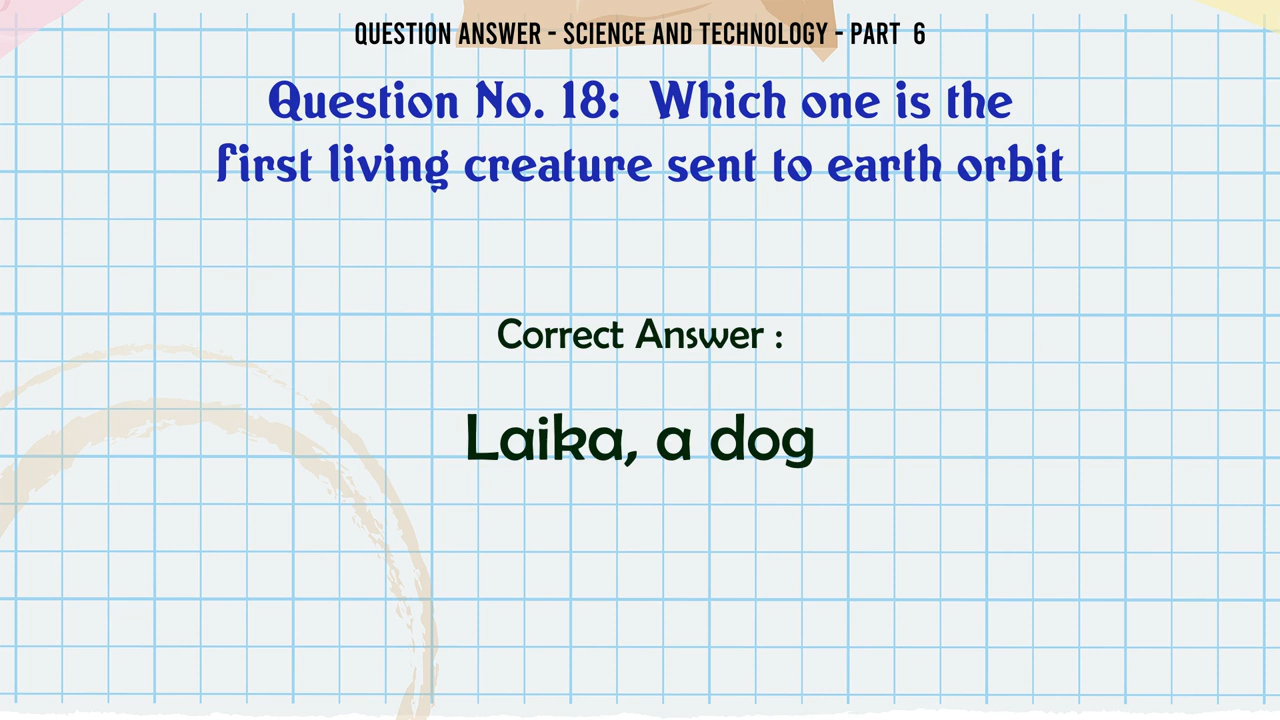 QUESTION ANSWER - SCIENCE AND TECHNOLOGY - PART 6
Question No. 18: Which one is the
first living creature sent to earth orbit
Correct Answer :
Laika, a dog